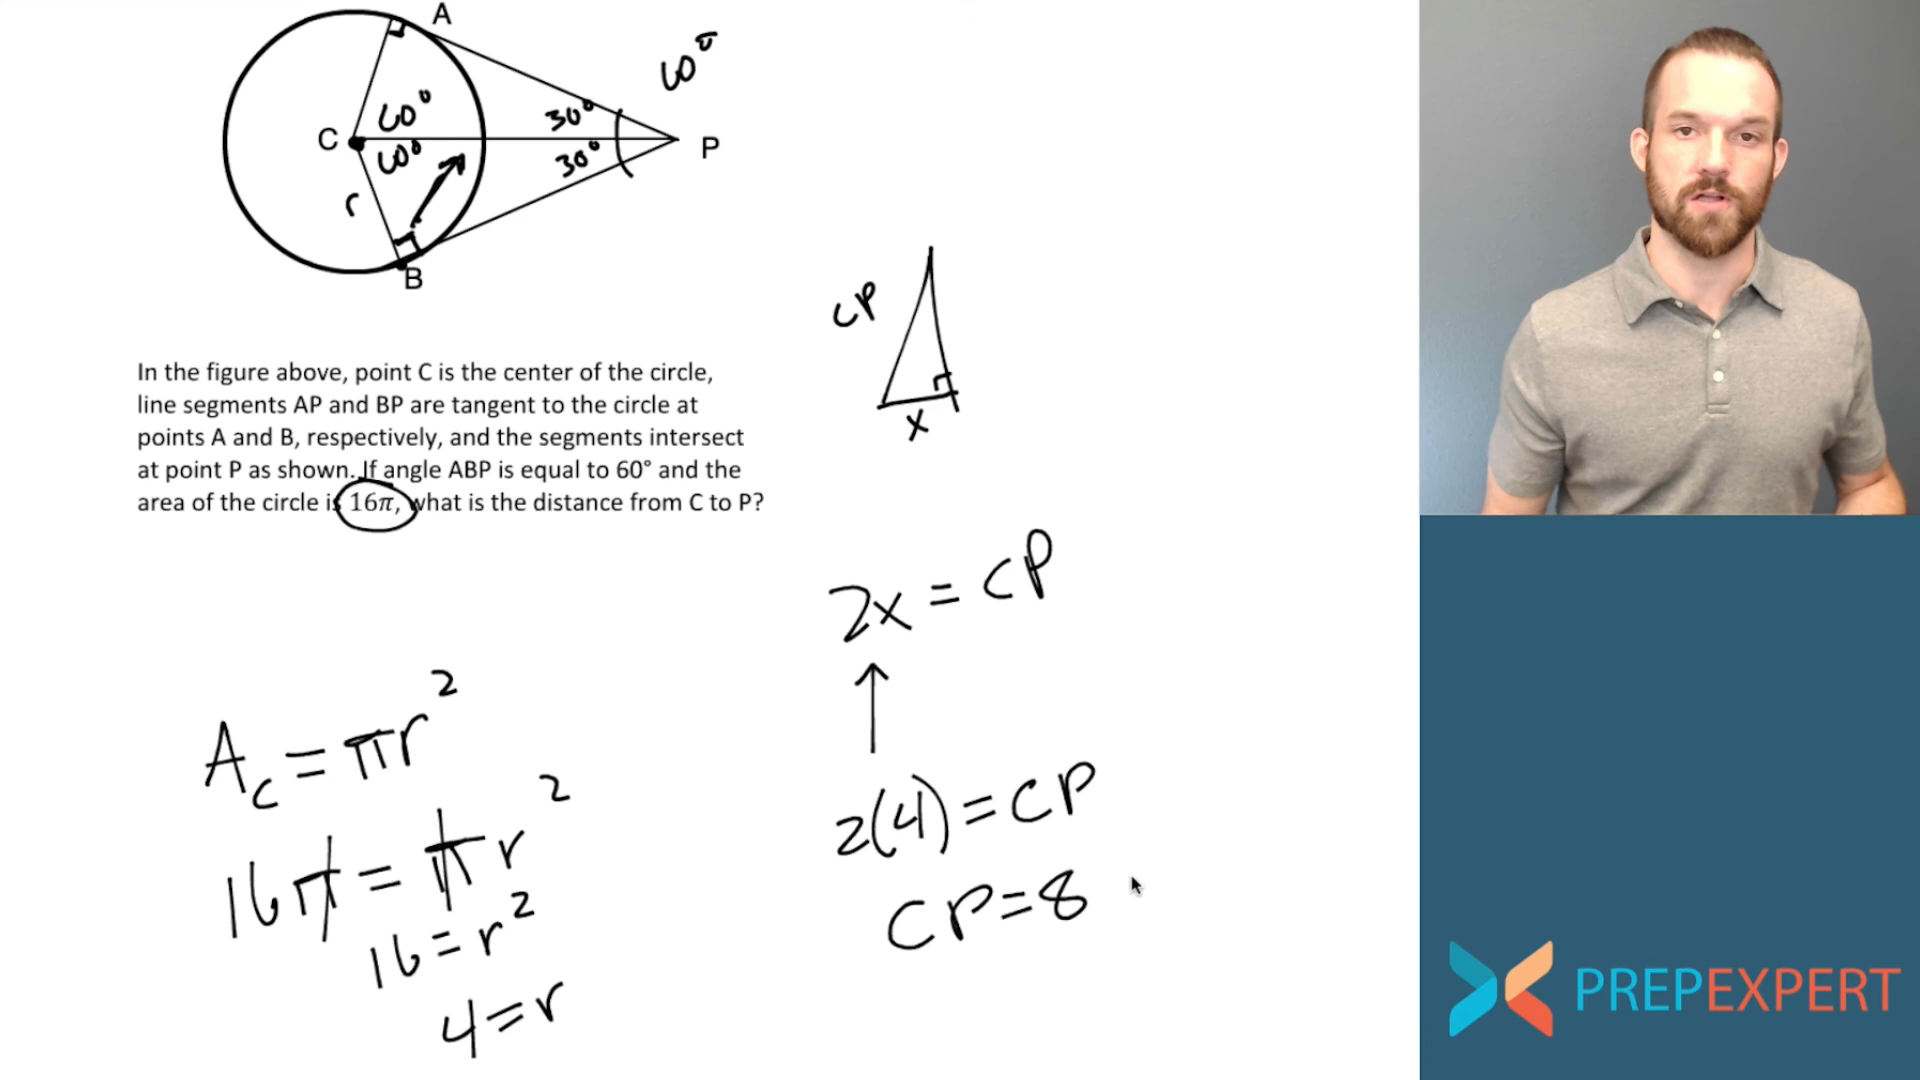 A
60°
60°
C
30°
30°
60°
P
r
B
CP
x
In the figure above, point C is the center of the circle,
line segments AP and BP are tangent to the circle at
points A and B, respectively, and the segments intersect
at point P as shown. If angle ABP is equal to 60° and the
area of the circle is 16π, what is the distance from C to P?
2x = CP
2(4) = CP
CP = 8
A_c = πr²
16π = πr²
16 = r²
4 = r
PREPEXPERT